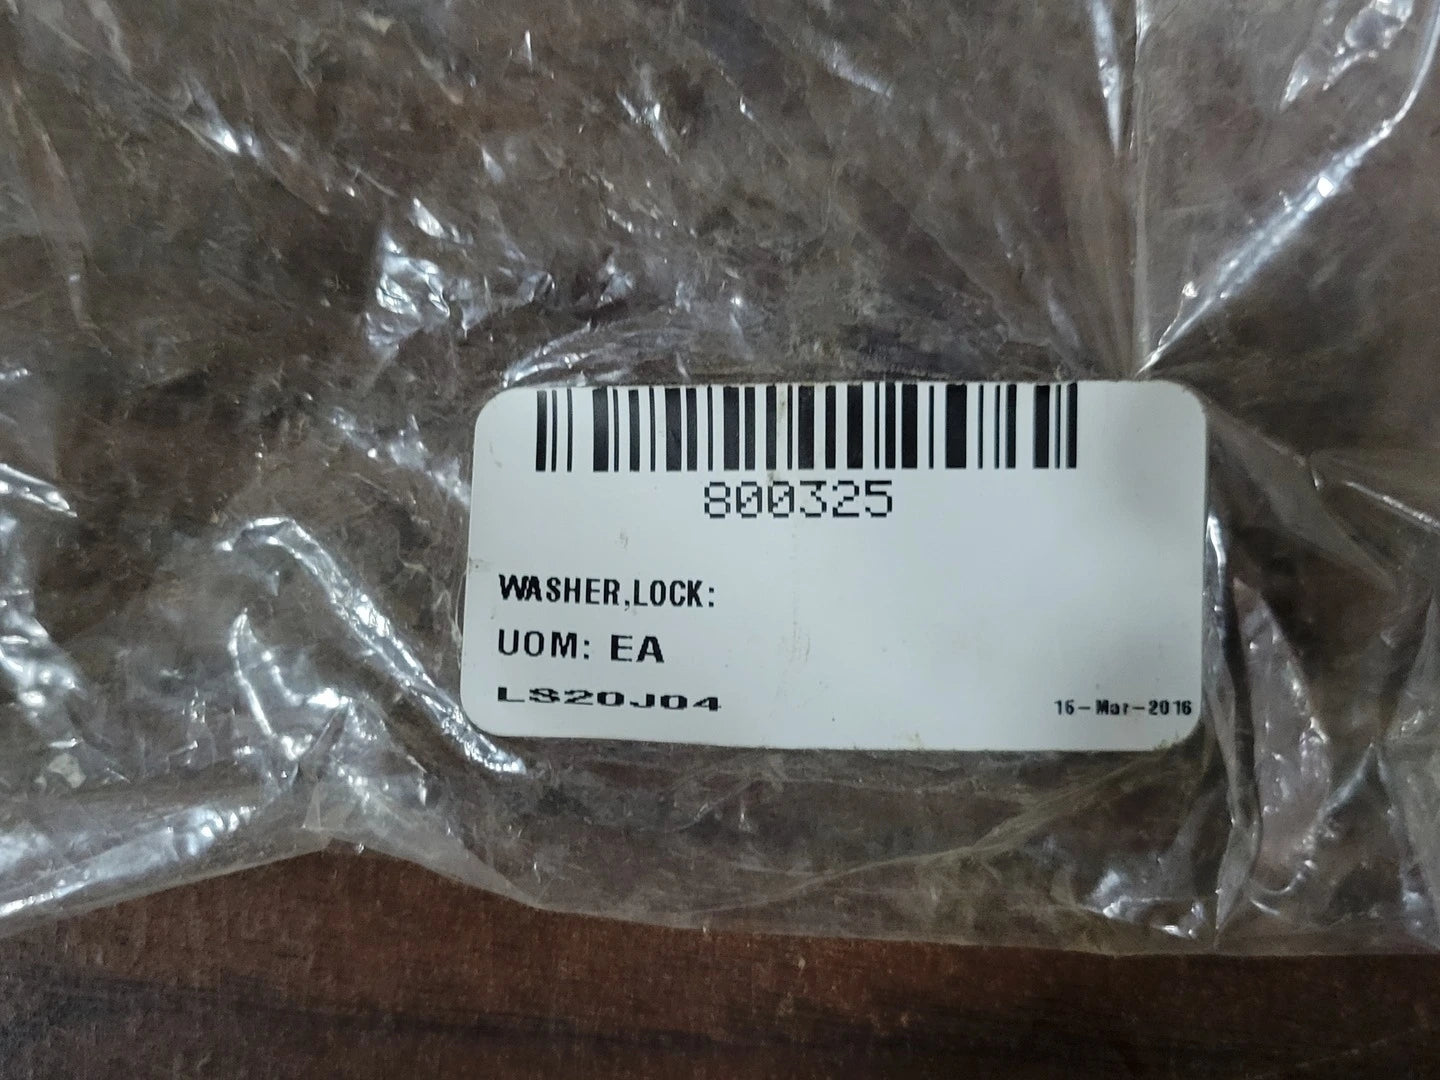 800325
WASHER,LOCK:
UOM: EA
LS20J04
16-Mar-2016